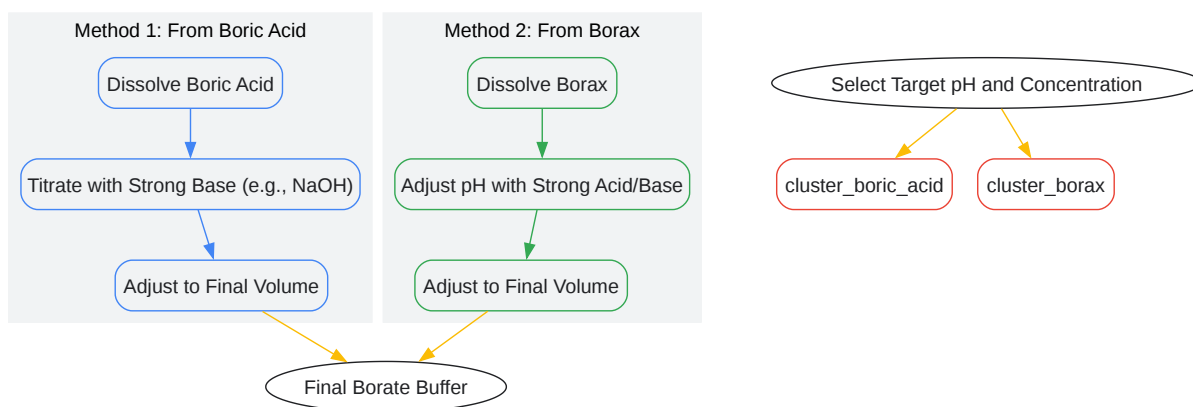 Method 1: From Boric Acid
Dissolve Boric Acid
Titrate with Strong Base (e.g., NaOH)
Adjust to Final Volume
Method 2: From Borax
Dissolve Borax
Adjust pH with Strong Acid/Base
Adjust to Final Volume
Final Borate Buffer
Select Target pH and Concentration
cluster_boric_acid
cluster_borax